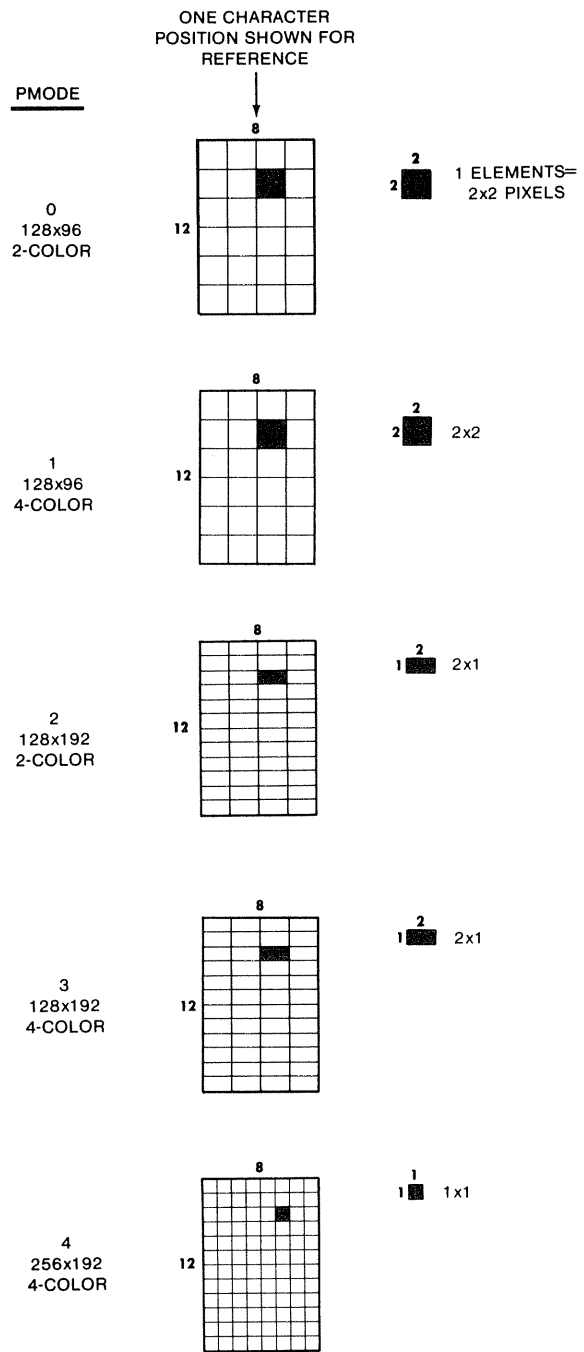 ONE CHARACTER
POSITION SHOWN FOR
REFERENCE
PMODE
8
12
0
128x96
2-COLOR
2
2
1 ELEMENTS=
2x2 PIXELS
8
12
1
128x96
4-COLOR
2
2
2x2
8
12
2
128x192
2-COLOR
2
1
2x1
8
12
3
128x192
4-COLOR
2
1
2x1
8
12
4
256x192
4-COLOR
1
1
1x1